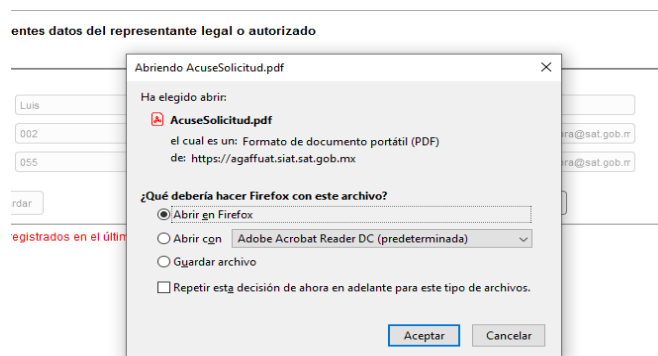 entes datos del representante legal o autorizado
Abriendo AcuseSolicitud.pdf
Ha elegido abrir:
AcuseSolicitud.pdf
el cual es un: Formato de documento portátil (PDF)
de: https://agaffuat.siat.sat.gob.mx
Luis
002
ra@sat.gob.m
055
ra@sat.gob.m
rdar
¿Qué debería hacer Firefox con este archivo?
Abrir en Firefox
registrados en el últim
Abrir con Adobe Acrobat Reader DC (predeterminada)
Guardar archivo
Repetir esta decisión de ahora en adelante para este tipo de archivos.
Aceptar Cancelar